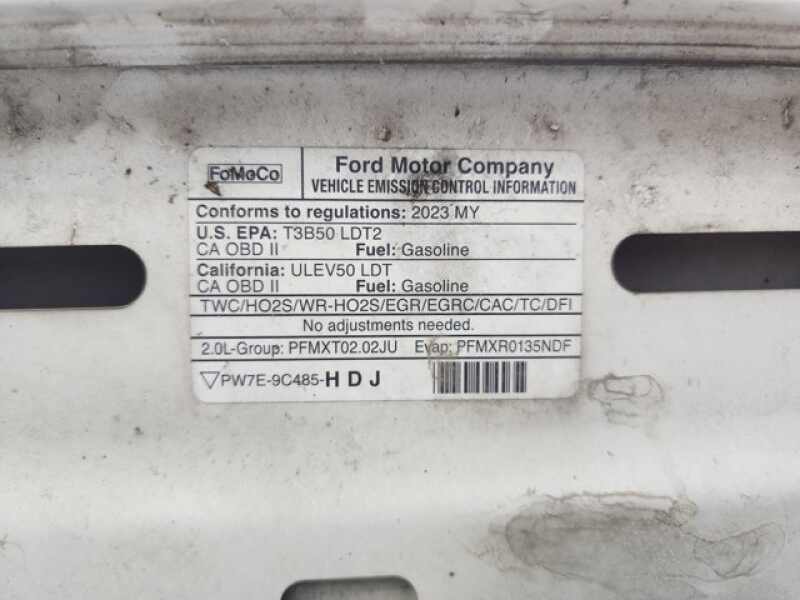 FoMoCo
Ford Motor Company
VEHICLE EMISSION CONTROL INFORMATION
Conforms to regulations: 2023 MY
U.S. EPA: T3B50 LDT2
CA OBD II Fuel: Gasoline
California: ULEV50 LDT
CA OBD II Fuel: Gasoline
TWC/HO2S/WR-HO2S/EGR/EGRC/CAC/TC/DFI
No adjustments needed.
2.0L-Group: PFMXT02.02JU Evap: PFMXR0135NDF
PW7E-9C485-H D J